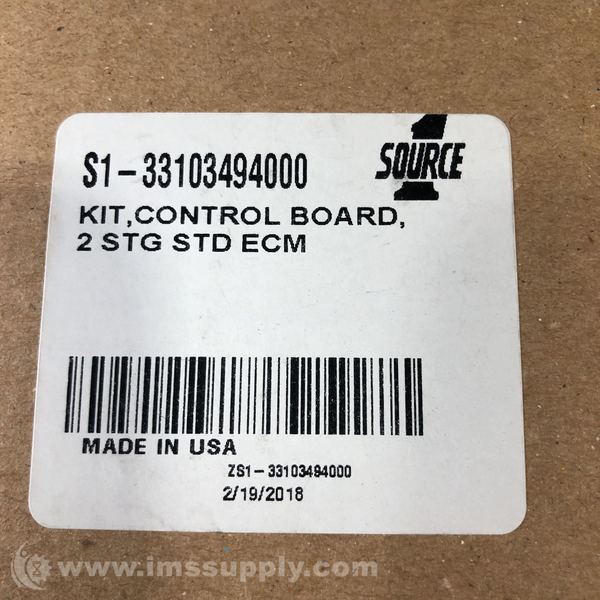 S1-33103494000
SOURCE 1
KIT,CONTROL BOARD,
2 STG STD ECM
MADE IN USA
ZS1-33103494000
2/19/2018
www.imssupply.com